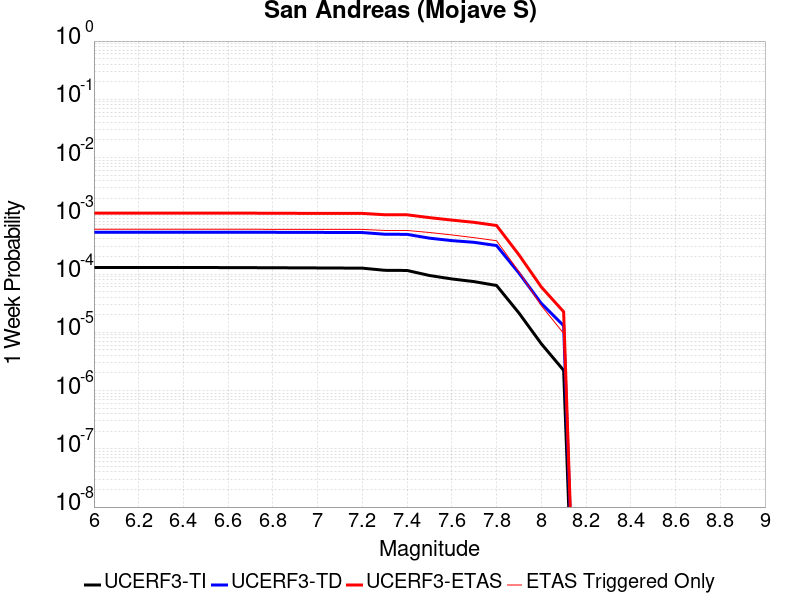 San Andreas (Mojave S)
1 Week Probability
10^0
10^-1
10^-2
10^-3
10^-4
10^-5
10^-6
10^-7
10^-8
6 6.2 6.4 6.6 6.8 7 7.2 7.4 7.6 7.8 8 8.2 8.4 8.6 8.8 9
Magnitude
UCERF3-TI UCERF3-TD UCERF3-ETAS ETAS Triggered Only